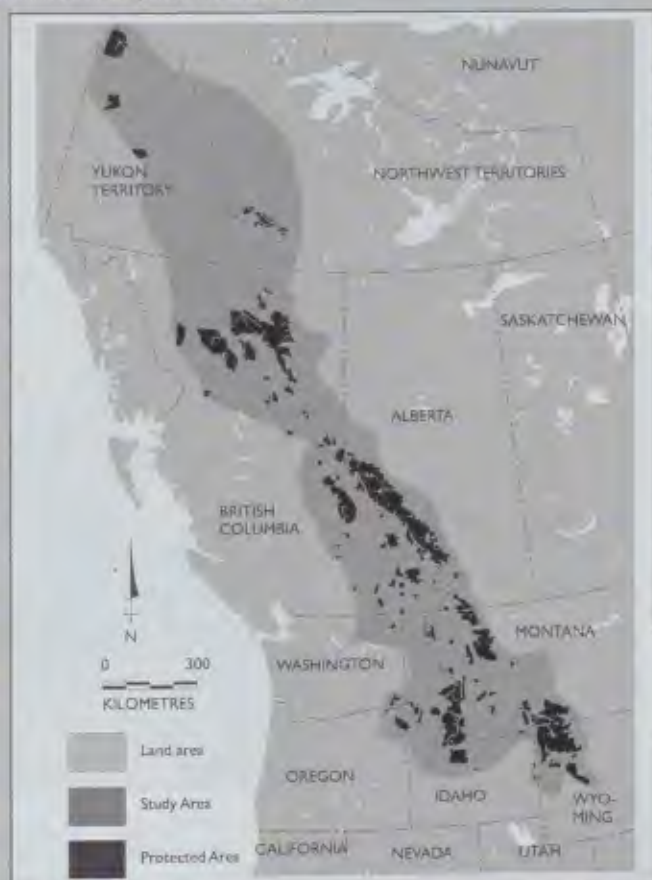 NUNAVUT
YUKON
TERRITORY
NORTHWEST TERRITORIES
SASKATCHEWAN
ALBERTA
BRITISH
COLUMBIA
N
MONTANA
WASHINGTON
0 300
KILOMETRES
Land area
OREGON
IDAHO
Study Area
WYO-
MING
Protected Area
CALIFORNIA
NEVADA
UTAH